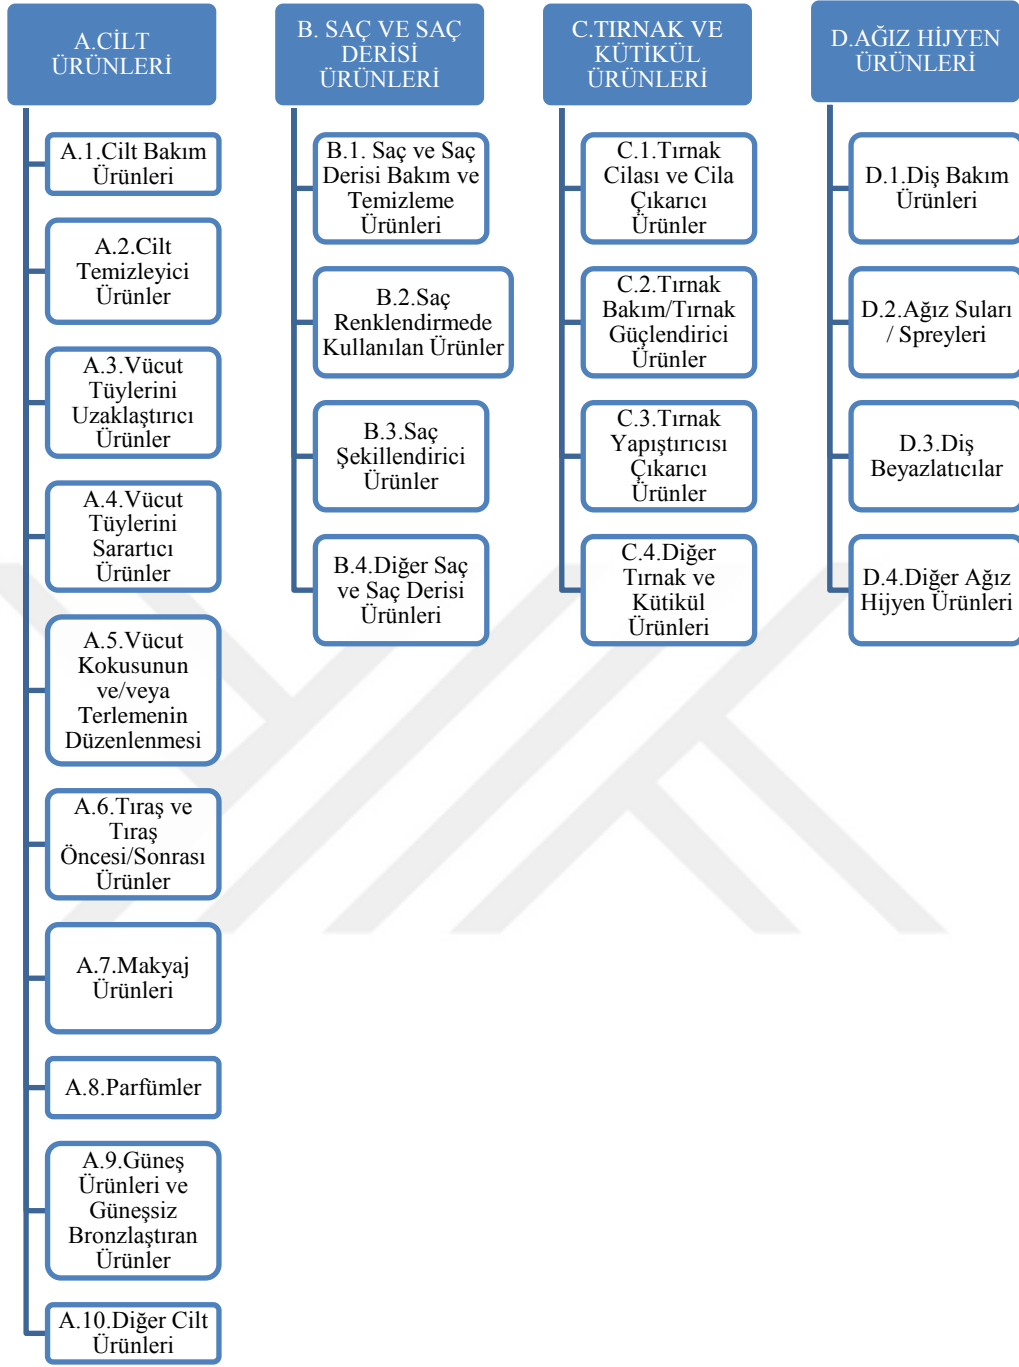 A.CİLT
ÜRÜNLERİ
A.1.Cilt Bakım
Ürünleri
A.2.Cilt
Temizleyici
Ürünler
A.3.Vücut
Tüylerini
Uzaklaştırıcı
Ürünler
A.4.Vücut
Tüylerini
Sarartıcı
Ürünler
A.5.Vücut
Kokusunun
ve/veya
Terlemenin
Düzenlenmesi
A.6.Tıraş ve
Tıraş
Öncesi/Sonrası
Ürünler
A.7.Makyaj
Ürünleri
A.8.Parfümler
A.9.Güneş
Ürünleri ve
Güneşsiz
Bronzlaştıran
Ürünler
A.10.Diğer Cilt
Ürünleri
B. SAÇ VE SAÇ
DERİSİ
ÜRÜNLERİ
B.1. Saç ve Saç
Derisi Bakım ve
Temizleme
Ürünleri
B.2.Saç
Renklendirmede
Kullanılan Ürünler
B.3.Saç
Şekillendirici
Ürünler
B.4.Diğer Saç
ve Saç Derisi
Ürünleri
C.TIRNAK VE
KÜTİKÜL
ÜRÜNLERİ
C.1.Tırnak
Cilası ve Cila
Çıkarıcı
Ürünler
C.2.Tırnak
Bakım/Tırnak
Güçlendirici
Ürünler
C.3.Tırnak
Yapıştırıcısı
Çıkarıcı
Ürünler
C.4.Diğer
Tırnak ve
Kütikül
Ürünleri
D.AĞIZ HİJYEN
ÜRÜNLERİ
D.1.Diş Bakım
Ürünleri
D.2.Ağız Suları
/ Spreyleri
D.3.Diş
Beyazlatıcılar
D.4.Diğer Ağız
Hijyen Ürünleri